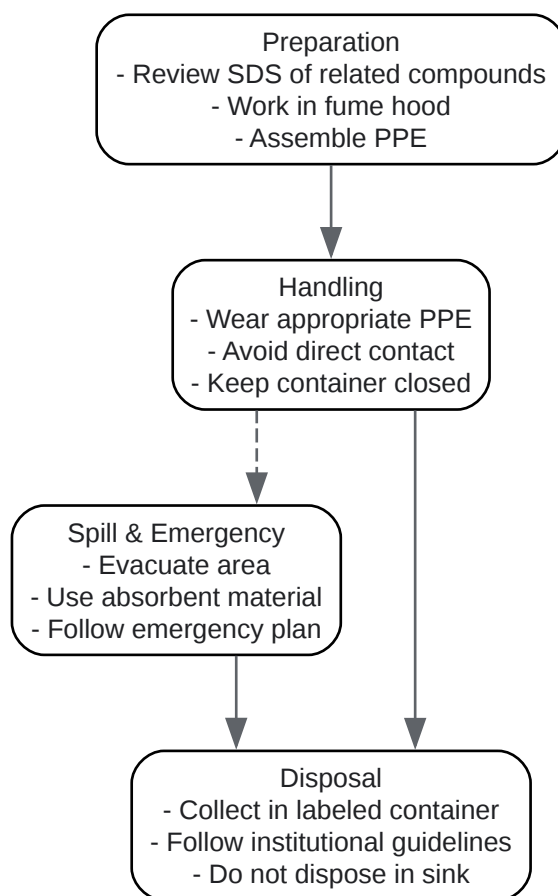 Preparation
- Review SDS of related compounds
- Work in fume hood
- Assemble PPE
Handling
- Wear appropriate PPE
- Avoid direct contact
- Keep container closed
Spill & Emergency
- Evacuate area
- Use absorbent material
- Follow emergency plan
Disposal
- Collect in labeled container
- Follow institutional guidelines
- Do not dispose in sink